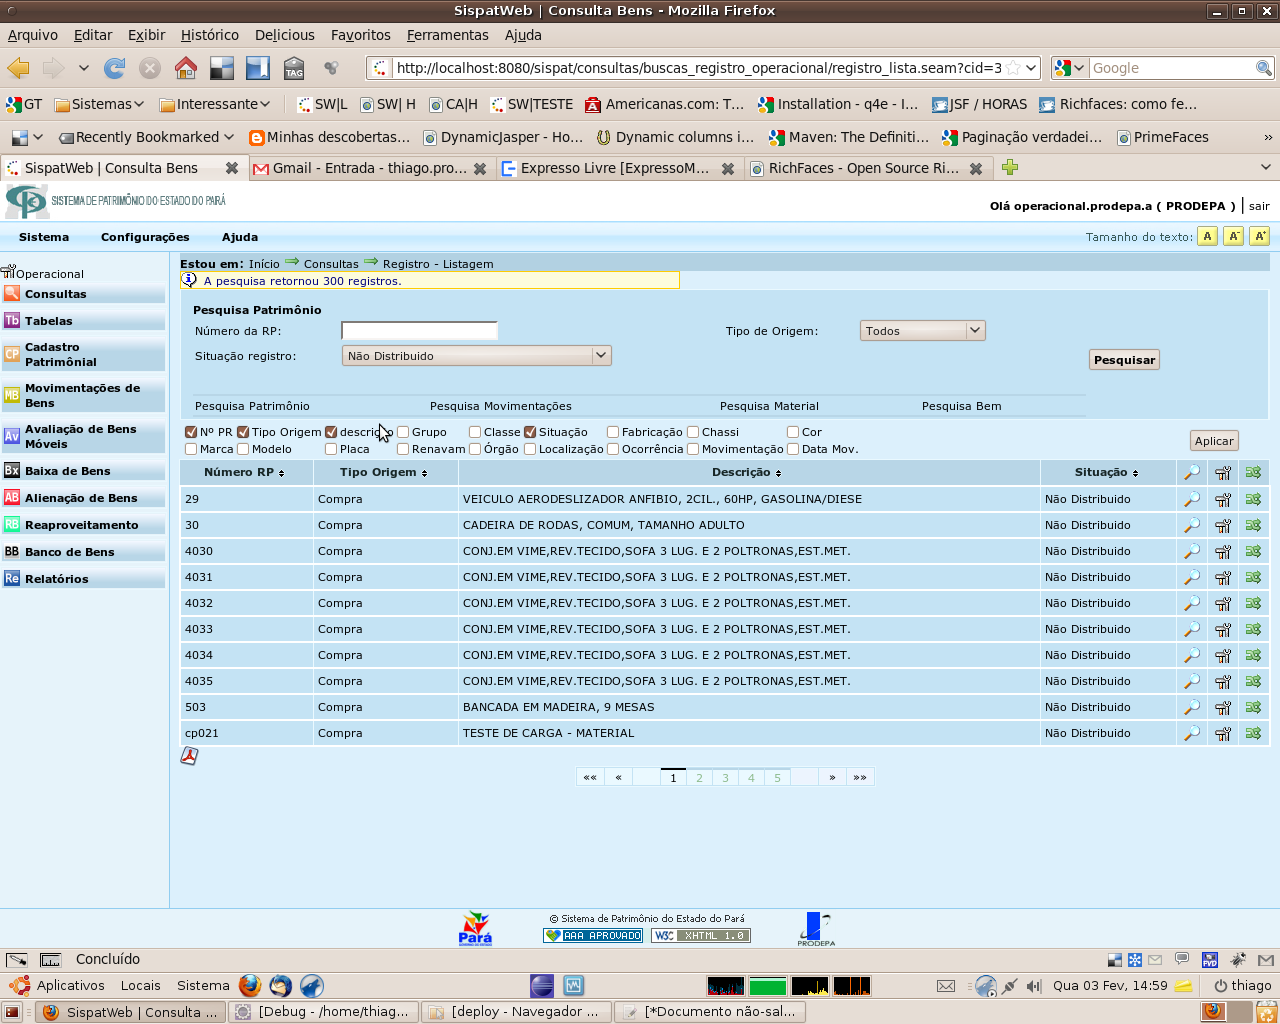 SispatWeb | Consulta Bens - Mozilla Firefox
Arquivo Editar Exibir Histórico Delicious Favoritos Ferramentas Ajuda
TAG http://localhost:8080/sispat/consultas/buscas_registro_operacional/registro_lista.seam?cid=3 Google
GT Sistemas Interessante SW|L SW| H CA|H SW|TESTE Americanas.com: T... Installation - q4e - I... JSF / HORAS Richfaces: como fe...
Recently Bookmarked Minhas descobertas... DynamicJasper - Ho... Dynamic columns i... Maven: The Definiti... Paginação verdadei... PrimeFaces »
SispatWeb | Consulta Bens Gmail - Entrada - thiago.pro... Expresso Livre [ExpressoM... RichFaces - Open Source Ri...
SISTEMA DE PATRIMÔNIO DO ESTADO DO PARÁ
Olá operacional.prodepa.a ( PRODEPA ) | sair
Sistema Configurações Ajuda Tamanho do texto: A A- A+
Estou em: Início Consultas Registro - Listagem
A pesquisa retornou 300 registros.
Operacional
Consultas
Tb Tabelas
CP Cadastro Patrimônial
MB Movimentações de Bens
Av Avaliação de Bens Móveis
Bx Baixa de Bens
AB Alienação de Bens
RB Reaproveitamento
BB Banco de Bens
Re Relatórios
Pesquisa Patrimônio
Número da RP: Tipo de Origem: Todos
Situação registro: Não Distribuido Pesquisar
Pesquisa Patrimônio Pesquisa Movimentações Pesquisa Material Pesquisa Bem
Nº PR Tipo Origem descrição Grupo Classe Situação Fabricação Chassi Cor
Marca Modelo Placa Renavam Órgão Localização Ocorrência Movimentação Data Mov. Aplicar
Número RP Tipo Origem Descrição Situação
29 Compra VEICULO AERODESLIZADOR ANFIBIO, 2CIL., 60HP, GASOLINA/DIESE Não Distribuido
30 Compra CADEIRA DE RODAS, COMUM, TAMANHO ADULTO Não Distribuido
4030 Compra CONJ.EM VIME,REV.TECIDO,SOFA 3 LUG. E 2 POLTRONAS,EST.MET. Não Distribuido
4031 Compra CONJ.EM VIME,REV.TECIDO,SOFA 3 LUG. E 2 POLTRONAS,EST.MET. Não Distribuido
4032 Compra CONJ.EM VIME,REV.TECIDO,SOFA 3 LUG. E 2 POLTRONAS,EST.MET. Não Distribuido
4033 Compra CONJ.EM VIME,REV.TECIDO,SOFA 3 LUG. E 2 POLTRONAS,EST.MET. Não Distribuido
4034 Compra CONJ.EM VIME,REV.TECIDO,SOFA 3 LUG. E 2 POLTRONAS,EST.MET. Não Distribuido
4035 Compra CONJ.EM VIME,REV.TECIDO,SOFA 3 LUG. E 2 POLTRONAS,EST.MET. Não Distribuido
503 Compra BANCADA EM MADEIRA, 9 MESAS Não Distribuido
cp021 Compra TESTE DE CARGA - MATERIAL Não Distribuido
«« « 1 2 3 4 5 » »»
Pará
© Sistema de Patrimônio do Estado do Pará
AAA APROVADO W3C XHTML 1.0
PRODEPA
Concluído FVD
Aplicativos Locais Sistema Qua 03 Fev, 14:59 thiago
SispatWeb | Consulta ... [Debug - /home/thiag... [deploy - Navegador ... [*Documento não-sal...